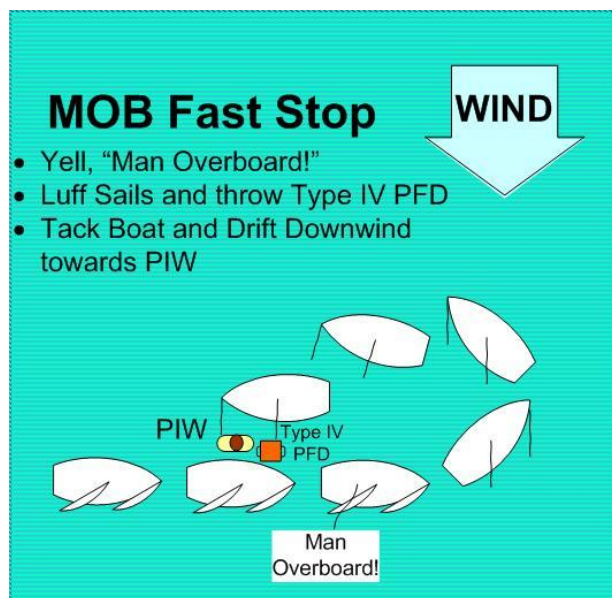 MOB Fast Stop
WIND
• Yell, “Man Overboard!”
• Luff Sails and throw Type IV PFD
• Tack Boat and Drift Downwind
towards PIW
PIW
Type IV
PFD
Man
Overboard!